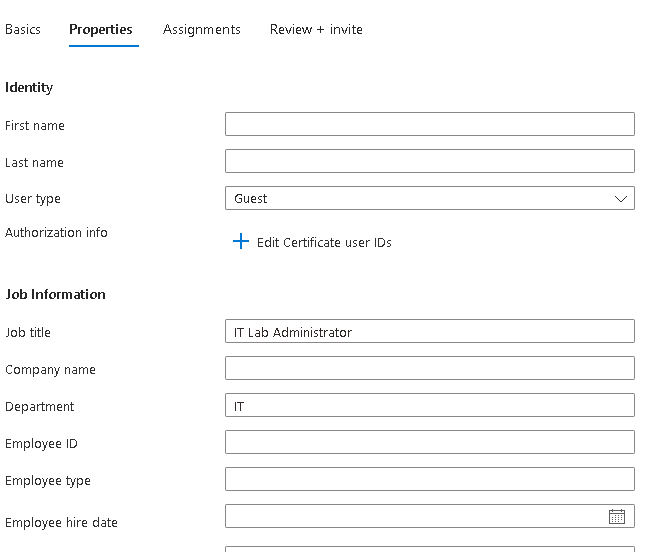 Basics Properties Assignments Review + invite
Identity
First name
Last name
User type Guest
Authorization info
Edit Certificate user IDs
Job Information
Job title IT Lab Administrator
Company name
Department IT
Employee ID
Employee type
Employee hire date